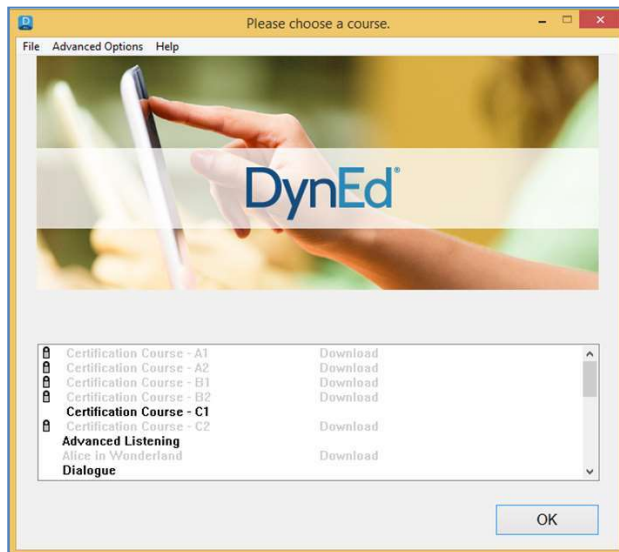 Please choose a course.
File Advanced Options Help
DynEd®
Certification Course - A1 Download
Certification Course - A2 Download
Certification Course - B1 Download
Certification Course - B2 Download
Certification Course - C1
Certification Course - C2 Download
Advanced Listening
Alice in Wonderland Download
Dialogue
OK